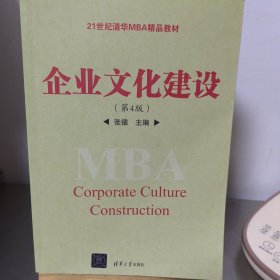 21世纪清华MBA精品教材
企业文化建设
(第4版)
◀ 张德 主编 ▶
MBA
Corporate Culture
Construction
清华大学出版社